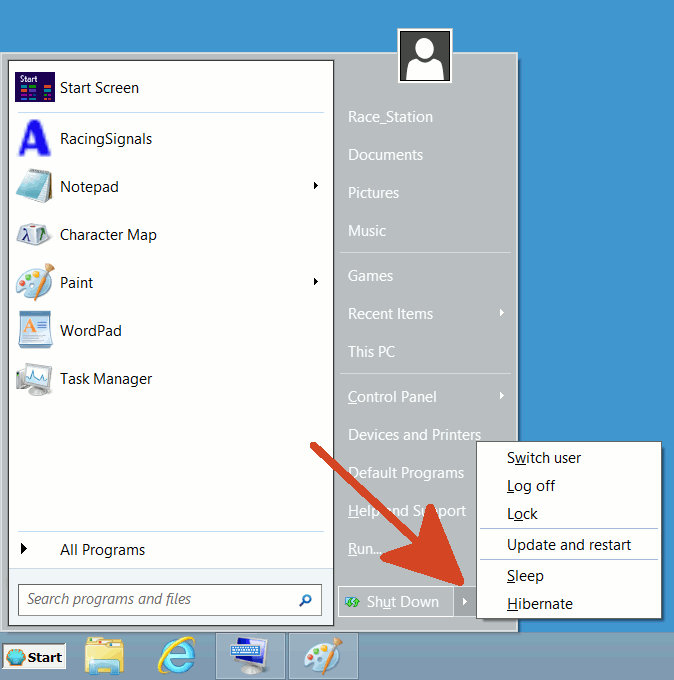 Start
Start Screen
RacingSignals
Notepad
Character Map
Paint
WordPad
Task Manager
All Programs
Search programs and files
Race_Station
Documents
Pictures
Music
Games
Recent Items
This PC
Control Panel
Devices and Printers
Default Programs
Help and Support
Run...
Shut Down
Switch user
Log off
Lock
Update and restart
Sleep
Hibernate
Start